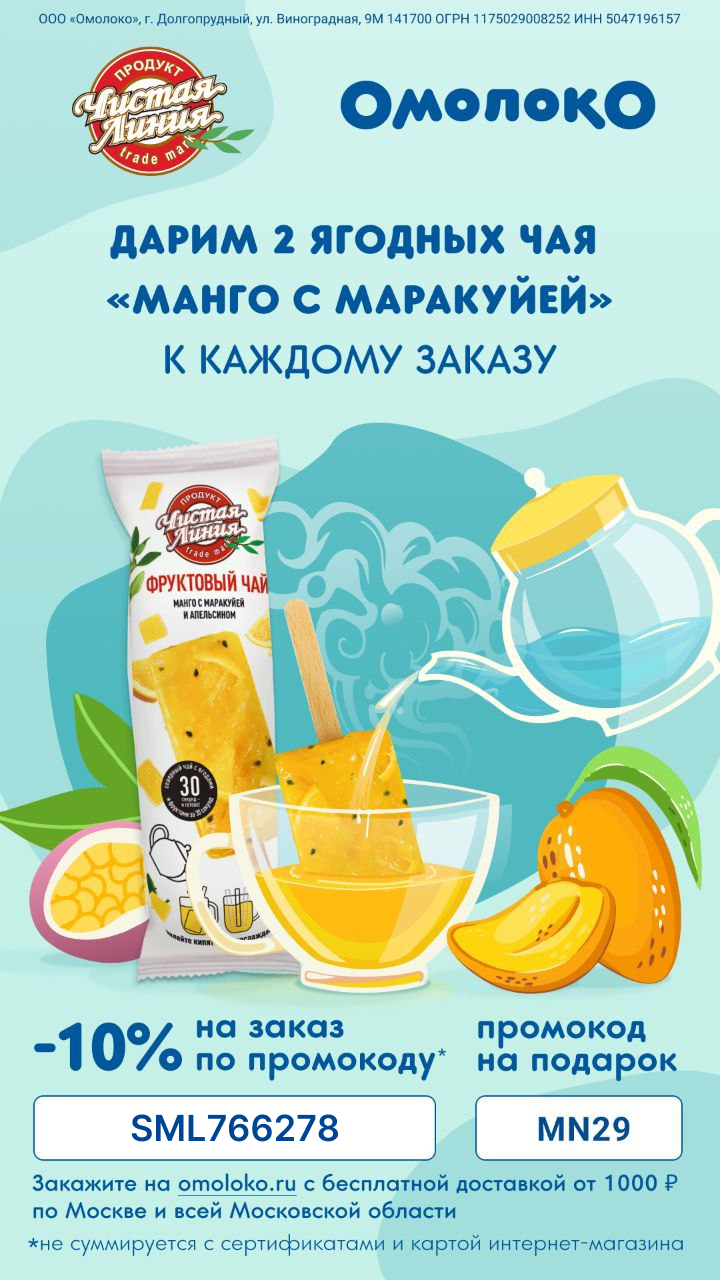 ООО «Омолоко», г. Долгопрудный, ул. Виноградная, 9М 141700 ОГРН 1175029008252 ИНН 5047196157
ПРОДУКТ
Чистая
Линия
trade mark
ОМОЛОКО
ДАРИМ 2 ЯГОДНЫХ ЧАЯ
«МАНГО С МАРАКУЙЕЙ»
К КАЖДОМУ ЗАКАЗУ
ПРОДУКТ
Чистая
Линия
trade mark
ФРУКТОВЫЙ ЧАЙ
МАНГО С МАРАКУЙЕЙ
И АПЕЛЬСИНОМ
30
СЕКУНД
-10% на заказ
по промокоду*
SML766278
промокод
на подарок
MN29
Закажите на omoloko.ru с бесплатной доставкой от 1000 ₽
по Москве и всей Московской области
*не суммируется с сертификатами и картой интернет-магазина